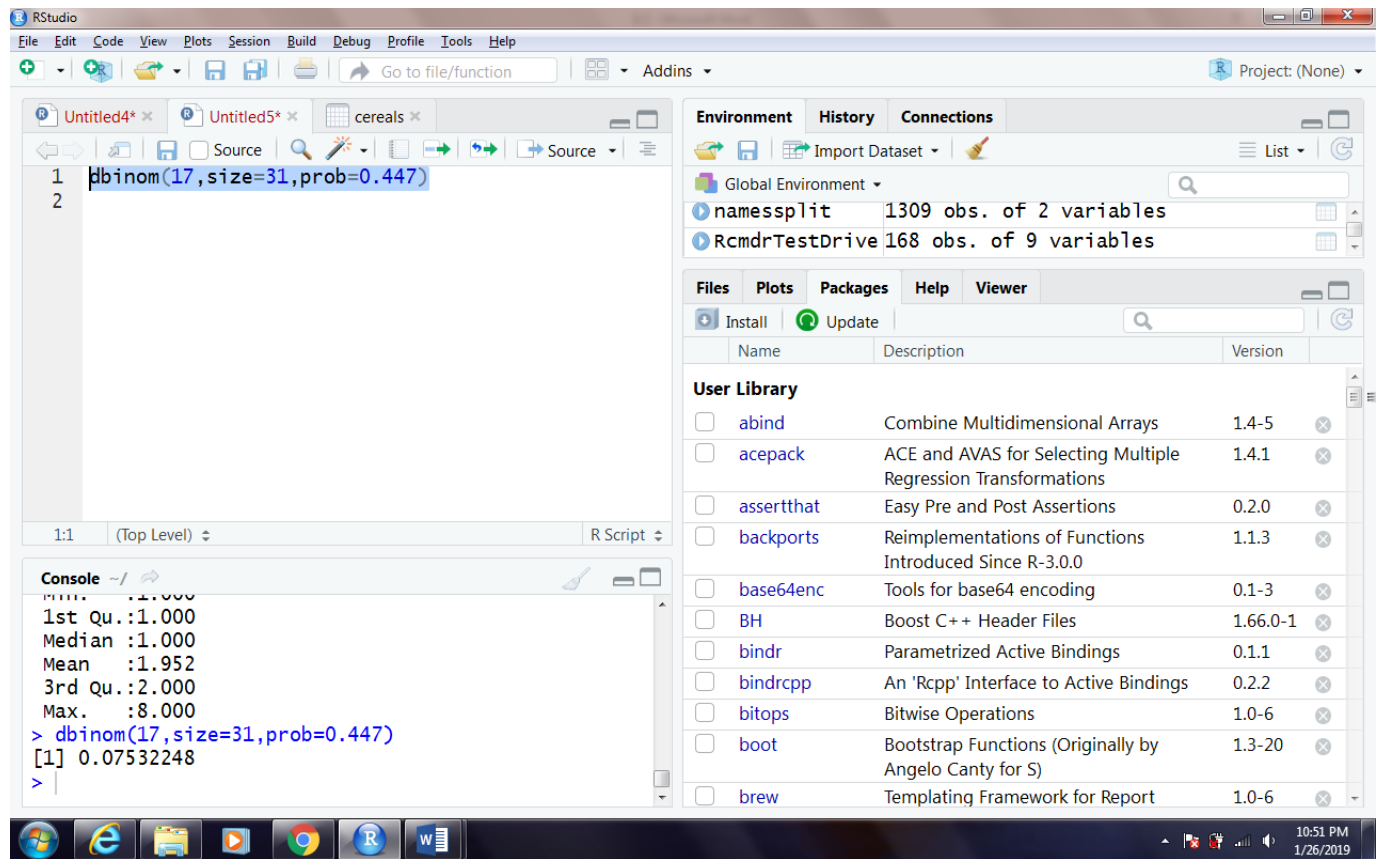 RStudio
File Edit Code View Plots Session Build Debug Profile Tools Help
Go to file/function Addins Project: (None)
Untitled4* Untitled5* cereals
Source Source
1 dbinom(17,size=31,prob=0.447)
2
1:1 (Top Level) R Script
Console ~/
Min. :1.000
1st Qu.:1.000
Median :1.000
Mean :1.952
3rd Qu.:2.000
Max. :8.000
> dbinom(17,size=31,prob=0.447)
[1] 0.07532248
>
Environment History Connections
Import Dataset List
Global Environment
namessplit 1309 obs. of 2 variables
RcmdrTestDrive 168 obs. of 9 variables
Files Plots Packages Help Viewer
Install Update
Name Description Version
User Library
abind Combine Multidimensional Arrays 1.4-5
acepack ACE and AVAS for Selecting Multiple 1.4.1
Regression Transformations
assertthat Easy Pre and Post Assertions 0.2.0
backports Reimplementations of Functions 1.1.3
Introduced Since R-3.0.0
base64enc Tools for base64 encoding 0.1-3
BH Boost C++ Header Files 1.66.0-1
bindr Parametrized Active Bindings 0.1.1
bindrcpp An 'Rcpp' Interface to Active Bindings 0.2.2
bitops Bitwise Operations 1.0-6
boot Bootstrap Functions (Originally by 1.3-20
Angelo Canty for S)
brew Templating Framework for Report 1.0-6
10:51 PM
1/26/2019